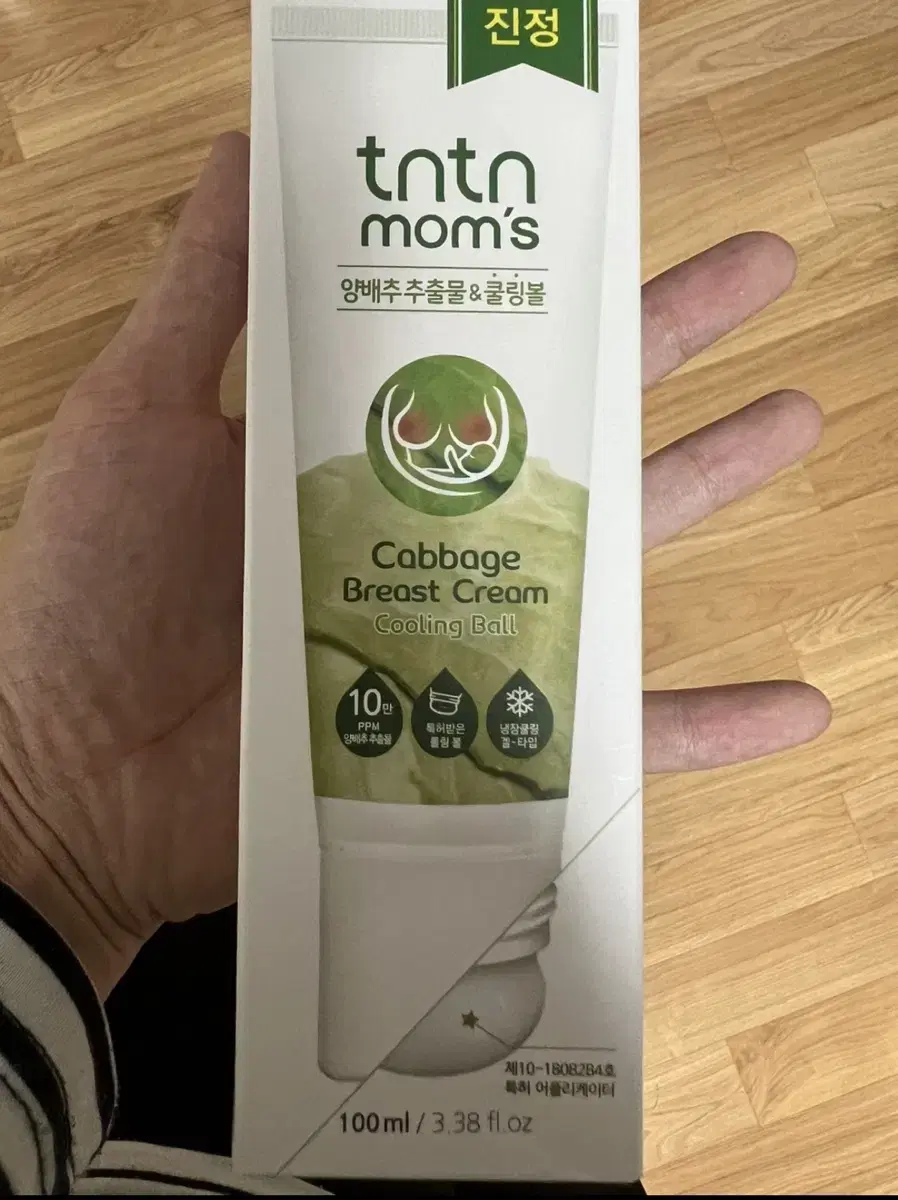 진정
tntn
mom's
양배추 추출물&쿨링볼
Cabbage
Breast Cream
Cooling Ball
10만
PPM
양배추 추출물
특허받은
롤링 볼
냉장쿨링
겔-타입
제10-1808284호
특허 어플리케이터
100ml / 3.38 fl.oz